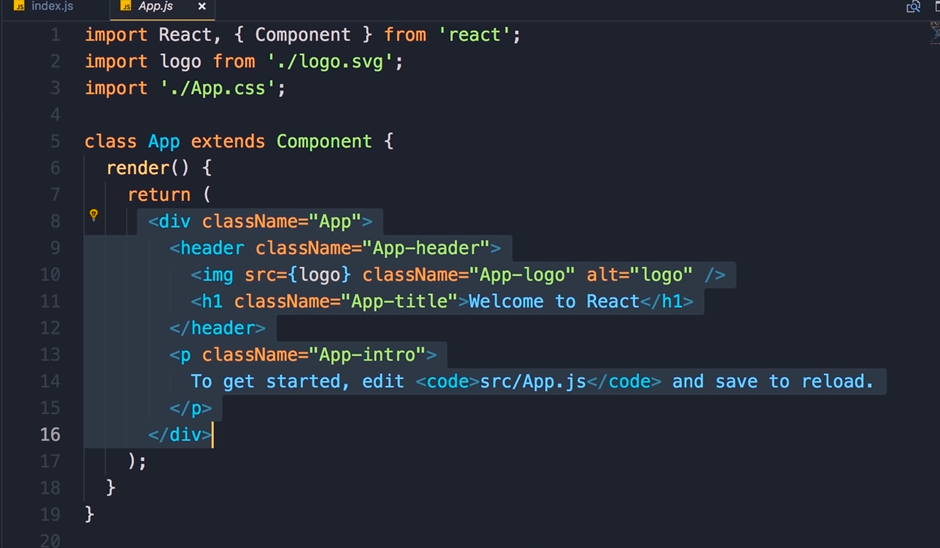 index.js App.js ×
1 import React, { Component } from 'react';
2 import logo from './logo.svg';
3 import './App.css';
4
5 class App extends Component {
6   render() {
7     return (
8       <div className="App">
9         <header className="App-header">
10           <img src={logo} className="App-logo" alt="logo" />
11           <h1 className="App-title">Welcome to React</h1>
12         </header>
13         <p className="App-intro">
14           To get started, edit <code>src/App.js</code> and save to reload.
15         </p>
16       </div>
17     );
18   }
19 }
20